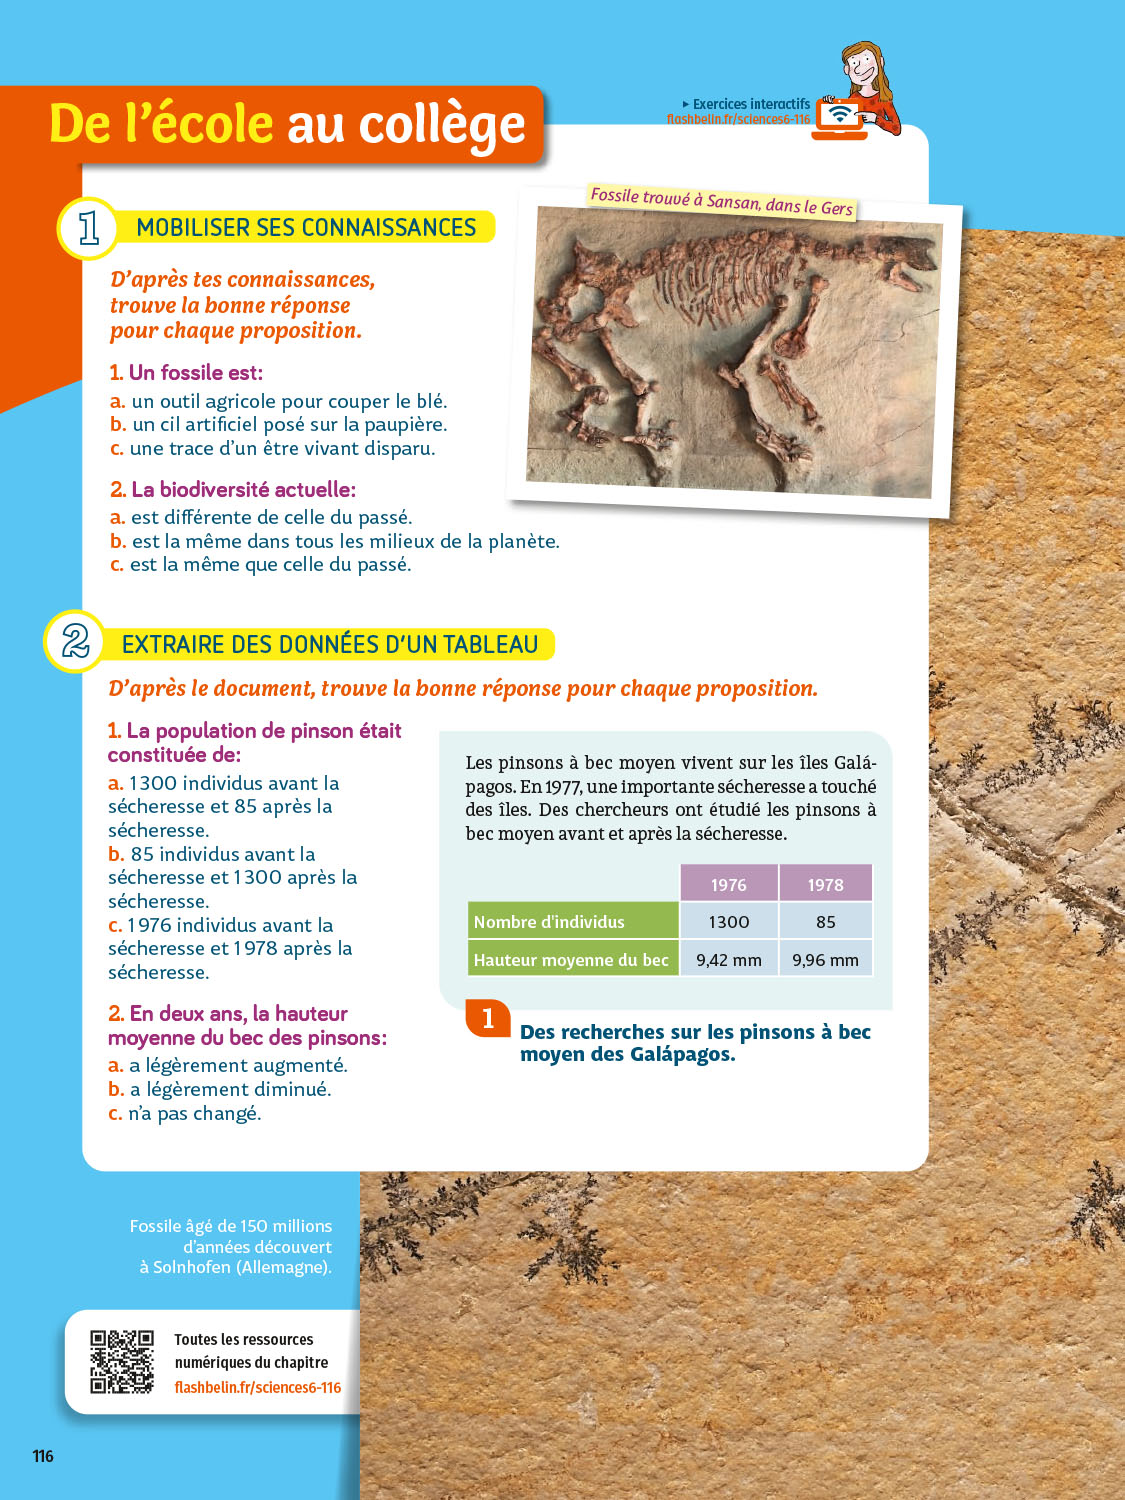 De l'école au collège
▸ Exercices interactifs
flashbelin.fr/sciences6-116
1 MOBILISER SES CONNAISSANCES
Fossile trouvé à Sansan, dans le Gers
D'après tes connaissances,
trouve la bonne réponse
pour chaque proposition.
1. Un fossile est:
a. un outil agricole pour couper le blé.
b. un cil artificiel posé sur la paupière.
c. une trace d'un être vivant disparu.
2. La biodiversité actuelle:
a. est différente de celle du passé.
b. est la même dans tous les milieux de la planète.
c. est la même que celle du passé.
2 EXTRAIRE DES DONNÉES D'UN TABLEAU
D'après le document, trouve la bonne réponse pour chaque proposition.
1. La population de pinson était
constituée de:
a. 1300 individus avant la
sécheresse et 85 après la
sécheresse.
b. 85 individus avant la
sécheresse et 1300 après la
sécheresse.
c. 1976 individus avant la
sécheresse et 1978 après la
sécheresse.
2. En deux ans, la hauteur
moyenne du bec des pinsons:
a. a légèrement augmenté.
b. a légèrement diminué.
c. n'a pas changé.
Les pinsons à bec moyen vivent sur les îles Galá-
pagos. En 1977, une importante sécheresse a touché
des îles. Des chercheurs ont étudié les pinsons à
bec moyen avant et après la sécheresse.
1976 1978
Nombre d'individus 1300 85
Hauteur moyenne du bec 9,42 mm 9,96 mm
1 Des recherches sur les pinsons à bec
moyen des Galápagos.
Fossile âgé de 150 millions
d'années découvert
à Solnhofen (Allemagne).
Toutes les ressources
numériques du chapitre
flashbelin.fr/sciences6-116
116